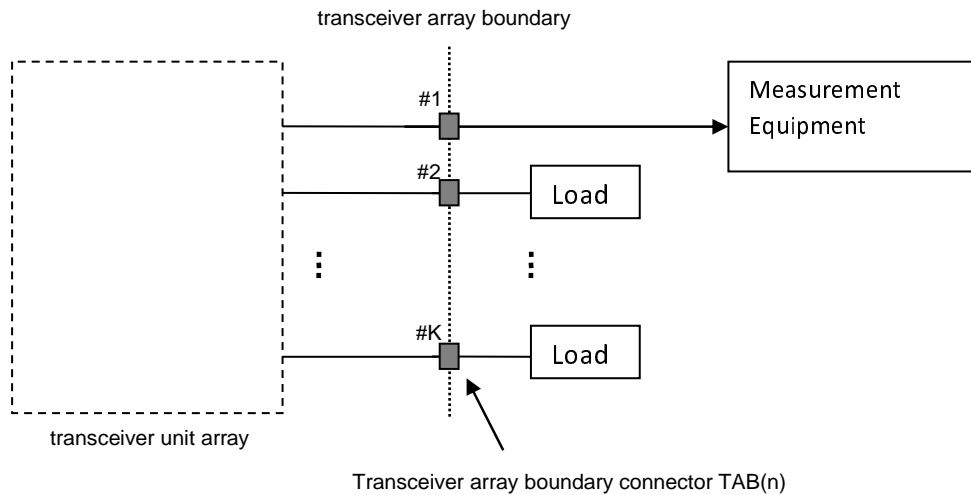 transceiver array boundary
#1
Measurement
Equipment
#2
Load
#K
Load
transceiver unit array
Transceiver array boundary connector TAB(n)